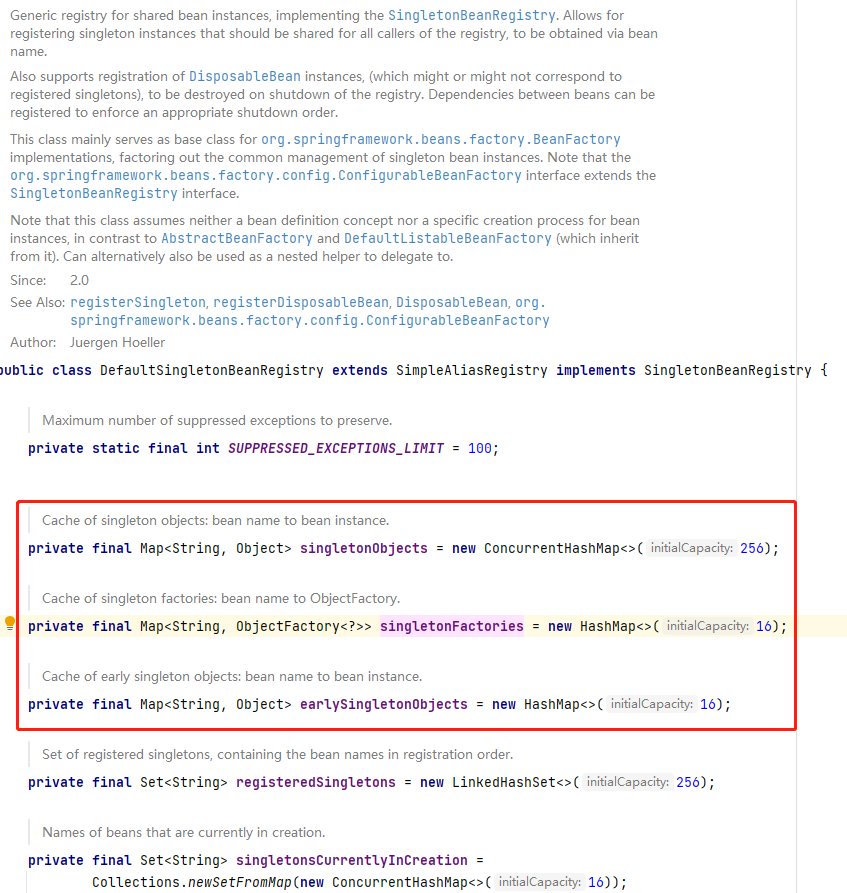 Generic registry for shared bean instances, implementing the SingletonBeanRegistry. Allows for
registering singleton instances that should be shared for all callers of the registry, to be obtained via bean
name.
Also supports registration of DisposableBean instances, (which might or might not correspond to
registered singletons), to be destroyed on shutdown of the registry. Dependencies between beans can be
registered to enforce an appropriate shutdown order.
This class mainly serves as base class for org.springframework.beans.factory.BeanFactory
implementations, factoring out the common management of singleton bean instances. Note that the
org.springframework.beans.factory.config.ConfigurableBeanFactory interface extends the
SingletonBeanRegistry interface.
Note that this class assumes neither a bean definition concept nor a specific creation process for bean
instances, in contrast to AbstractBeanFactory and DefaultListableBeanFactory (which inherit
from it). Can alternatively also be used as a nested helper to delegate to.
Since: 2.0
See Also: registerSingleton, registerDisposableBean, DisposableBean, org.
springframework.beans.factory.config.ConfigurableBeanFactory
Author: Juergen Hoeller
public class DefaultSingletonBeanRegistry extends SimpleAliasRegistry implements SingletonBeanRegistry {
Maximum number of suppressed exceptions to preserve.
private static final int SUPPRESSED_EXCEPTIONS_LIMIT = 100;
Cache of singleton objects: bean name to bean instance.
private final Map<String, Object> singletonObjects = new ConcurrentHashMap<>( initialCapacity: 256);
Cache of singleton factories: bean name to ObjectFactory.
private final Map<String, ObjectFactory<?>> singletonFactories = new HashMap<>( initialCapacity: 16);
Cache of early singleton objects: bean name to bean instance.
private final Map<String, Object> earlySingletonObjects = new HashMap<>( initialCapacity: 16);
Set of registered singletons, containing the bean names in registration order.
private final Set<String> registeredSingletons = new LinkedHashSet<>( initialCapacity: 256);
Names of beans that are currently in creation.
private final Set<String> singletonsCurrentlyInCreation =
Collections.newSetFromMap(new ConcurrentHashMap<>( initialCapacity: 16));